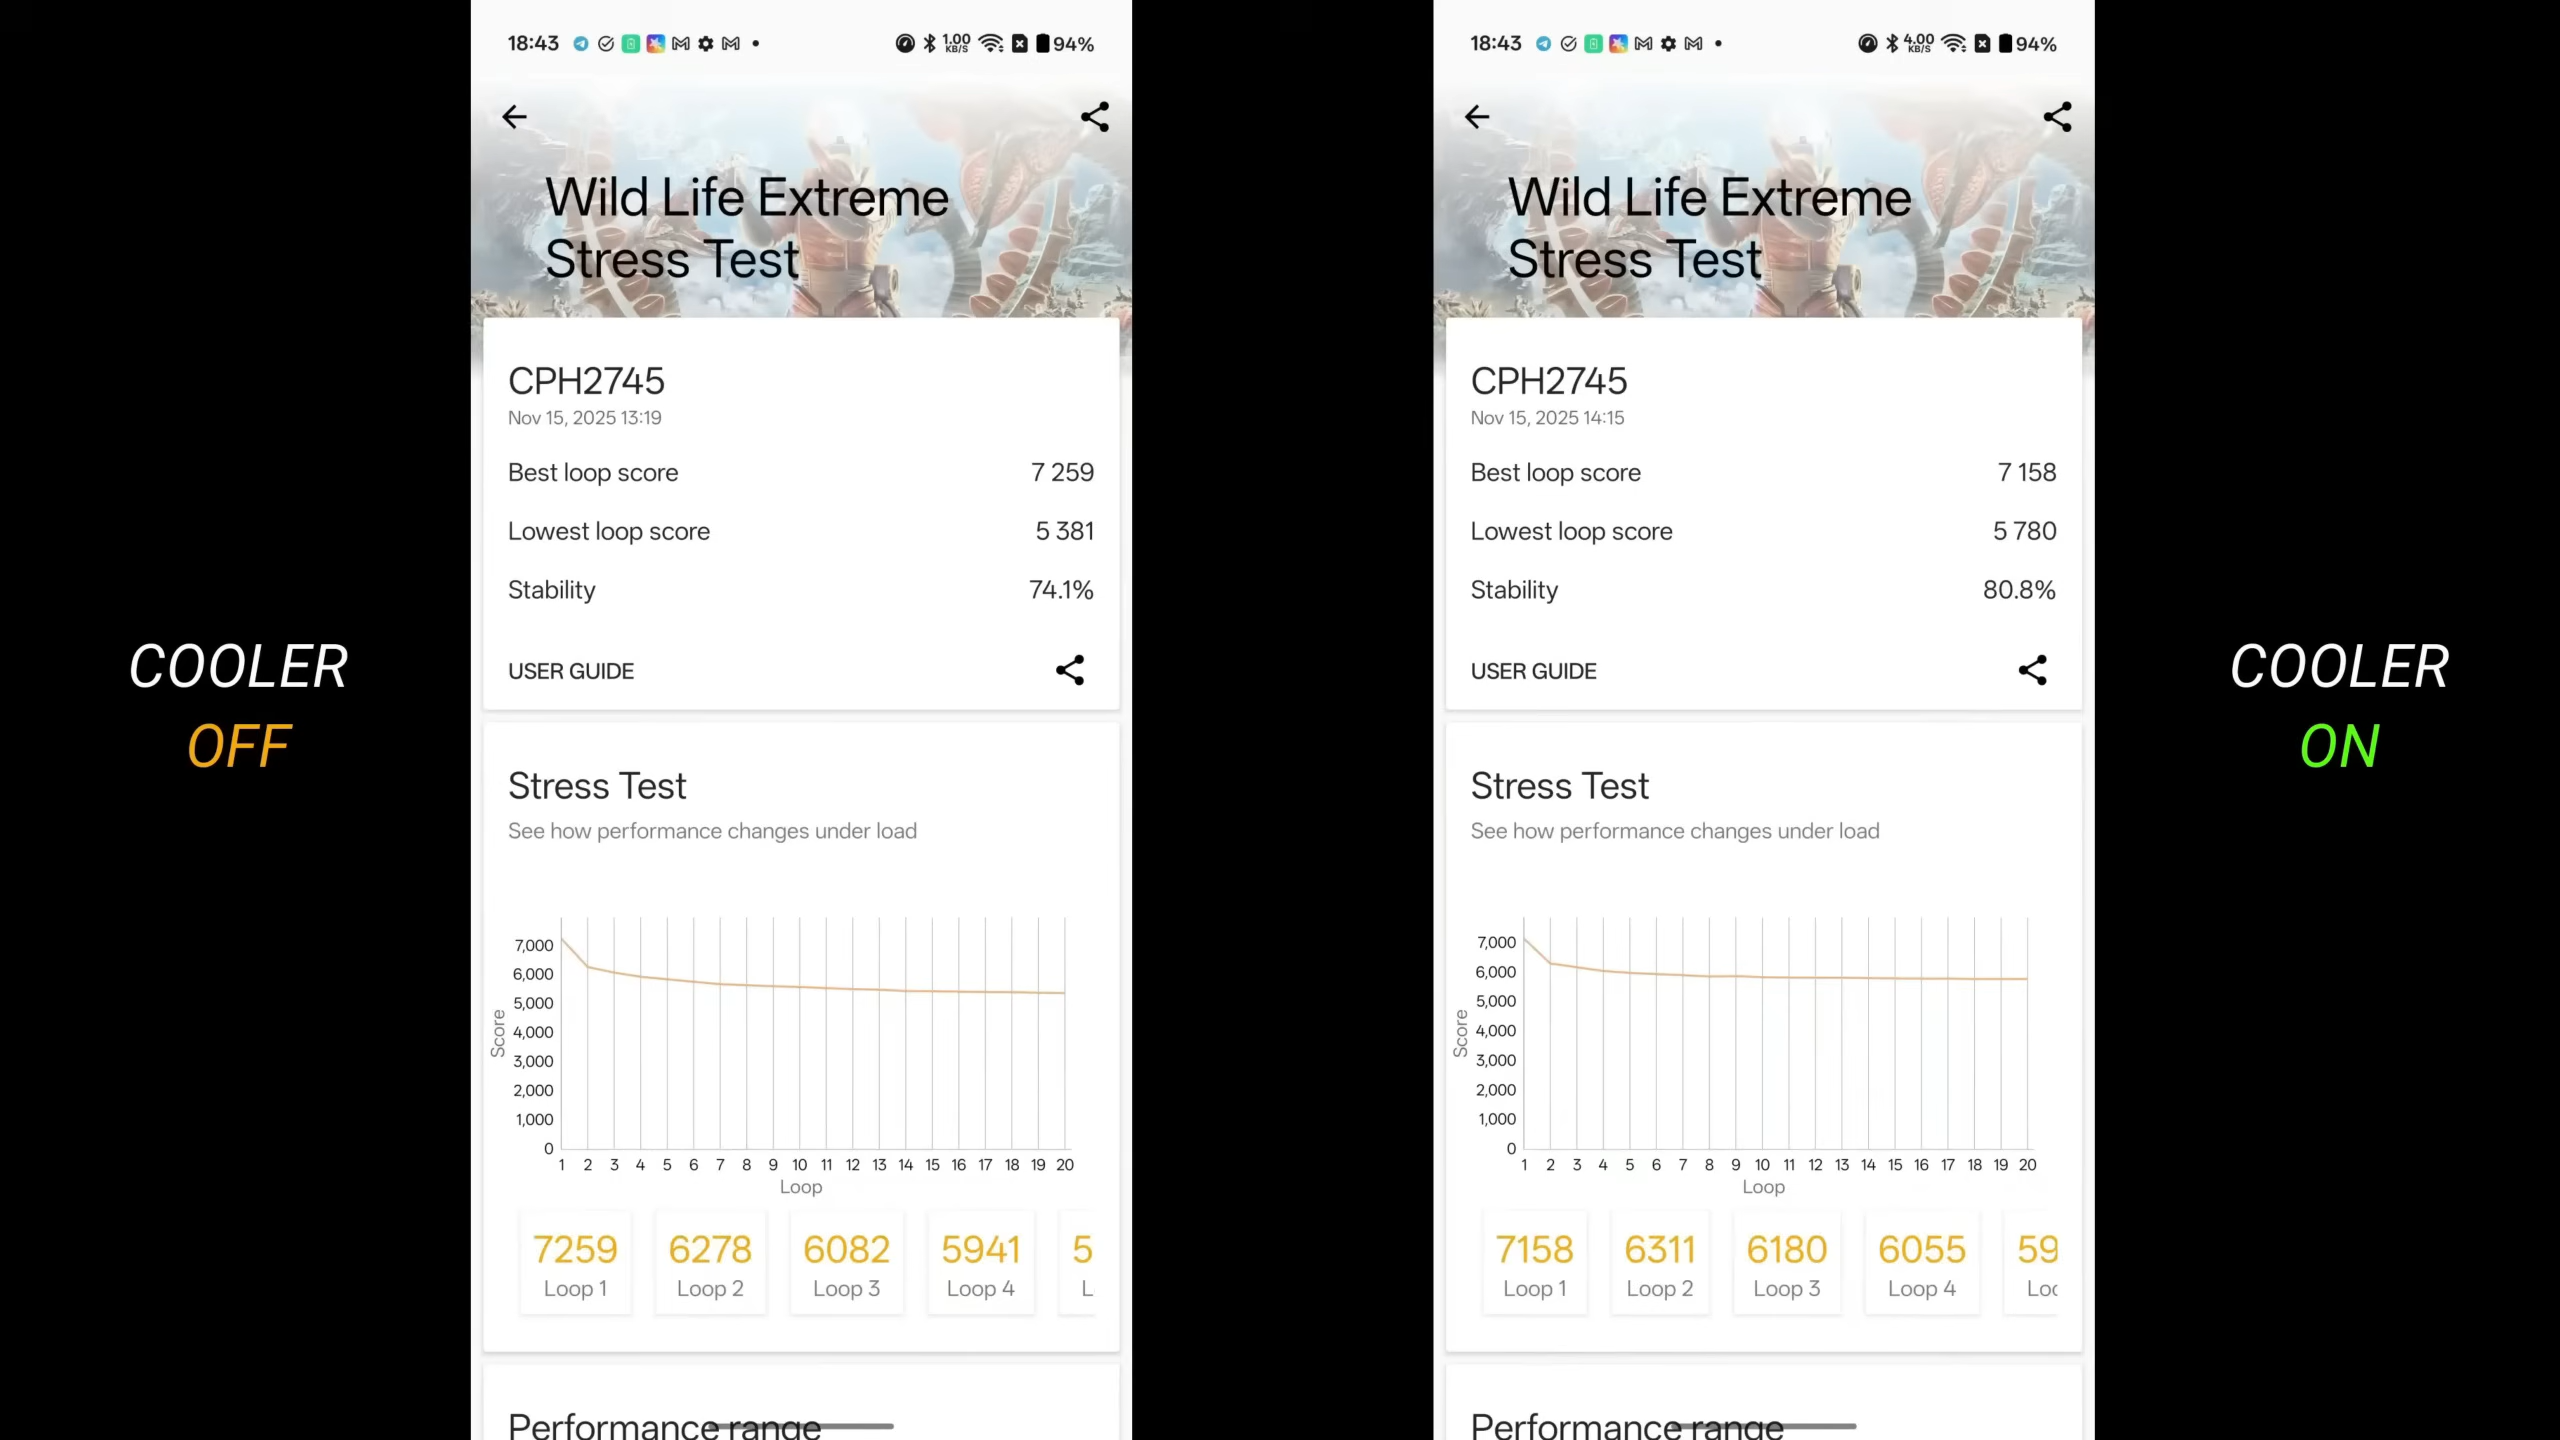 COOLER
OFF
18:43
1.00
KB/S
94%
Wild Life Extreme
Stress Test
CPH2745
Nov 15, 2025 13:19
Best loop score 7 259
Lowest loop score 5 381
Stability 74.1%
USER GUIDE
Stress Test
See how performance changes under load
Score
7,000
6,000
5,000
4,000
3,000
2,000
1,000
0
1 2 3 4 5 6 7 8 9 10 11 12 13 14 15 16 17 18 19 20
Loop
7259 6278 6082 5941 5
Loop 1 Loop 2 Loop 3 Loop 4 L
Performance range
18:43
4.00
KB/S
94%
Wild Life Extreme
Stress Test
CPH2745
Nov 15, 2025 14:15
Best loop score 7 158
Lowest loop score 5 780
Stability 80.8%
USER GUIDE
Stress Test
See how performance changes under load
Score
7,000
6,000
5,000
4,000
3,000
2,000
1,000
0
1 2 3 4 5 6 7 8 9 10 11 12 13 14 15 16 17 18 19 20
Loop
7158 6311 6180 6055 59
Loop 1 Loop 2 Loop 3 Loop 4 Loo
Performance range
COOLER
ON